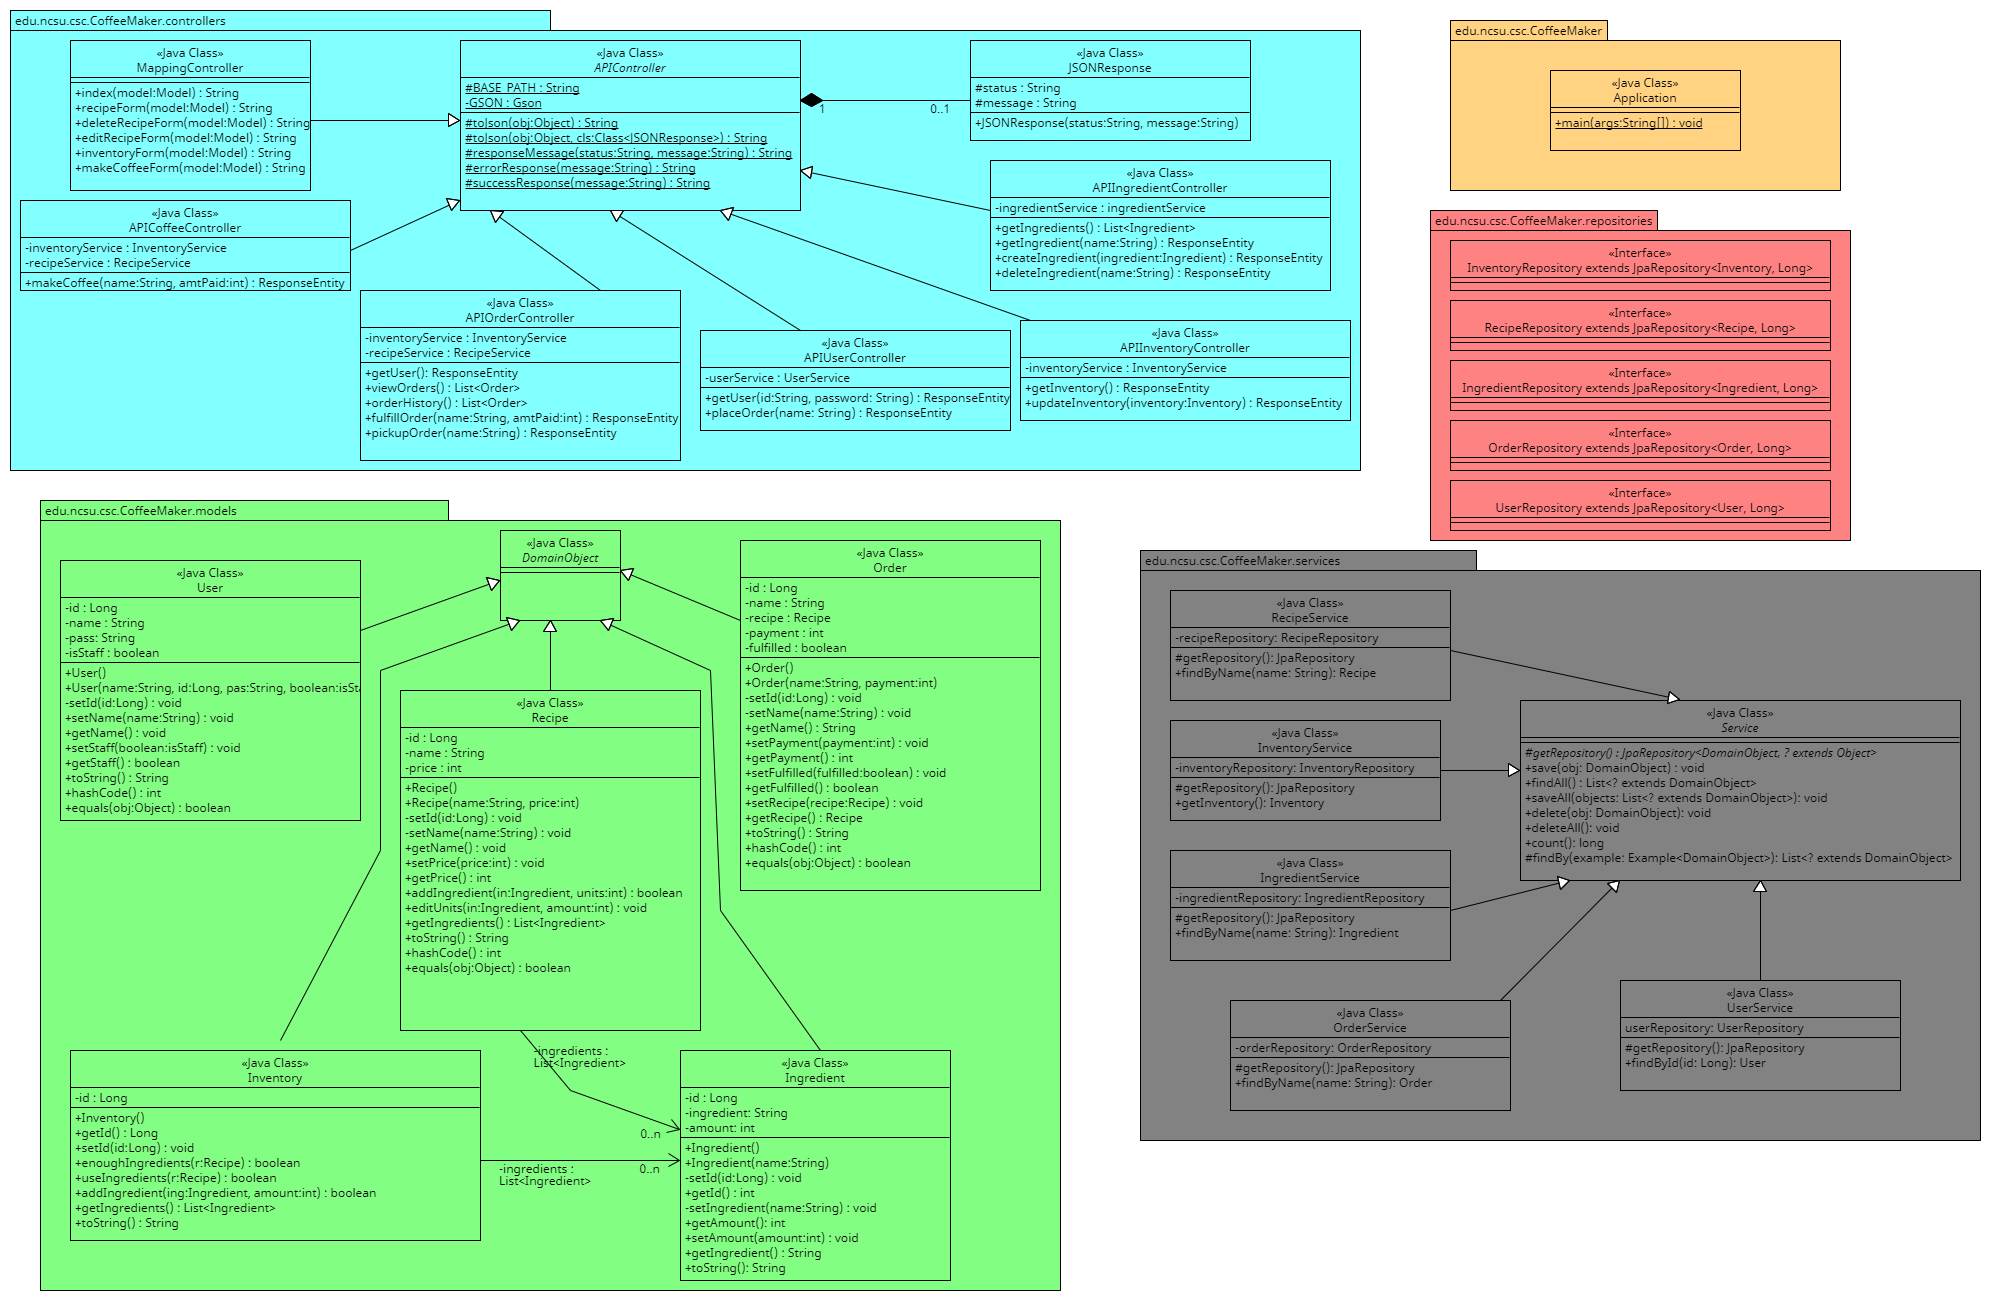 edu.ncsu.csc.CoffeeMaker.controllers
«Java Class»
MappingController
+index(model:Model) : String
+recipeForm(model:Model) : String
+deleteRecipeForm(model:Model) : String
+editRecipeForm(model:Model) : String
+inventoryForm(model:Model) : String
+makeCoffeeForm(model:Model) : String
«Java Class»
APIController
#BASE_PATH : String
-GSON : Gson
#toJson(obj:Object) : String
#toJson(obj:Object, cls:Class<JSONResponse>) : String
#responseMessage(status:String, message:String) : String
#errorResponse(message:String) : String
#successResponse(message:String) : String
1
0..1
«Java Class»
JSONResponse
#status : String
#message : String
+JSONResponse(status:String, message:String)
«Java Class»
APICoffeeController
-inventoryService : InventoryService
-recipeService : RecipeService
+makeCoffee(name:String, amtPaid:int) : ResponseEntity
«Java Class»
APIIngredientController
-ingredientService : ingredientService
+getIngredients() : List<Ingredient>
+getIngredient(name:String) : ResponseEntity
+createIngredient(ingredient:Ingredient) : ResponseEntity
+deleteIngredient(name:String) : ResponseEntity
«Java Class»
APIOrderController
-inventoryService : InventoryService
-recipeService : RecipeService
+getUser(): ResponseEntity
+viewOrders() : List<Order>
+orderHistory() : List<Order>
+fulfillOrder(name:String, amtPaid:int) : ResponseEntity
+pickupOrder(name:String) : ResponseEntity
«Java Class»
APIUserController
-userService : UserService
+getUser(id:String, password: String) : ResponseEntity
+placeOrder(name: String) : ResponseEntity
«Java Class»
APIInventoryController
-inventoryService : InventoryService
+getInventory() : ResponseEntity
+updateInventory(inventory:Inventory) : ResponseEntity
edu.ncsu.csc.CoffeeMaker
«Java Class»
Application
+main(args:String[]) : void
edu.ncsu.csc.CoffeeMaker.repositories
«Interface»
InventoryRepository extends JpaRepository<Inventory, Long>
«Interface»
RecipeRepository extends JpaRepository<Recipe, Long>
«Interface»
IngredientRepository extends JpaRepository<Ingredient, Long>
«Interface»
OrderRepository extends JpaRepository<Order, Long>
«Interface»
UserRepository extends JpaRepository<User, Long>
edu.ncsu.csc.CoffeeMaker.models
«Java Class»
User
-id : Long
-name : String
-pass: String
-isStaff : boolean
+User()
+User(name:String, id:Long, pas:String, boolean:isSta
-setId(id:Long) : void
+setName(name:String) : void
+getName() : void
+setStaff(boolean:isStaff) : void
+getStaff() : boolean
+toString() : String
+hashCode() : int
+equals(obj:Object) : boolean
«Java Class»
DomainObject
«Java Class»
Order
-id : Long
-name : String
-recipe : Recipe
-payment : int
-fulfilled : boolean
+Order()
+Order(name:String, payment:int)
-setId(id:Long) : void
-setName(name:String) : void
+getName() : String
+setPayment(payment:int) : void
+getPayment() : int
+setFulfilled(fulfilled:boolean) : void
+getFulfilled() : boolean
+setRecipe(recipe:Recipe) : void
+getRecipe() : Recipe
+toString() : String
+hashCode() : int
+equals(obj:Object) : boolean
«Java Class»
Recipe
-id : Long
-name : String
-price : int
+Recipe()
+Recipe(name:String, price:int)
-setId(id:Long) : void
-setName(name:String) : void
+getName() : void
+setPrice(price:int) : void
+getPrice() : int
+addIngredient(in:Ingredient, units:int) : boolean
+editUnits(in:Ingredient, amount:int) : void
+getIngredients() : List<Ingredient>
+toString() : String
+hashCode() : int
+equals(obj:Object) : boolean
-ingredients :
List<Ingredient>
0..n
«Java Class»
Inventory
-id : Long
+Inventory()
+getId() : Long
+setId(id:Long) : void
+enoughIngredients(r:Recipe) : boolean
+useIngredients(r:Recipe) : boolean
+addIngredient(ing:Ingredient, amount:int) : boolean
+getIngredients() : List<Ingredient>
+toString() : String
-ingredients :
List<Ingredient>
0..n
«Java Class»
Ingredient
-id : Long
-ingredient: String
-amount: int
+Ingredient()
+Ingredient(name:String)
-setId(id:Long) : void
+getId() : int
-setIngredient(name:String) : void
+getAmount(): int
+setAmount(amount:int) : void
+getIngredient() : String
+toString(): String
edu.ncsu.csc.CoffeeMaker.services
«Java Class»
RecipeService
-recipeRepository: RecipeRepository
#getRepository(): JpaRepository
+findByName(name: String): Recipe
«Java Class»
InventoryService
-inventoryRepository: InventoryRepository
#getRepository(): JpaRepository
+getInventory(): Inventory
«Java Class»
Service
#getRepository() : JpaRepository<DomainObject, ? extends Object>
+save(obj: DomainObject) : void
+findAll() : List<? extends DomainObject>
+saveAll(objects: List<? extends DomainObject>): void
+delete(obj: DomainObject): void
+deleteAll(): void
+count(): long
#findBy(example: Example<DomainObject>): List<? extends DomainObject>
«Java Class»
IngredientService
-ingredientRepository: IngredientRepository
#getRepository(): JpaRepository
+findByName(name: String): Ingredient
«Java Class»
OrderService
-orderRepository: OrderRepository
#getRepository(): JpaRepository
+findByName(name: String): Order
«Java Class»
UserService
userRepository: UserRepository
#getRepository(): JpaRepository
+findById(id: Long): User